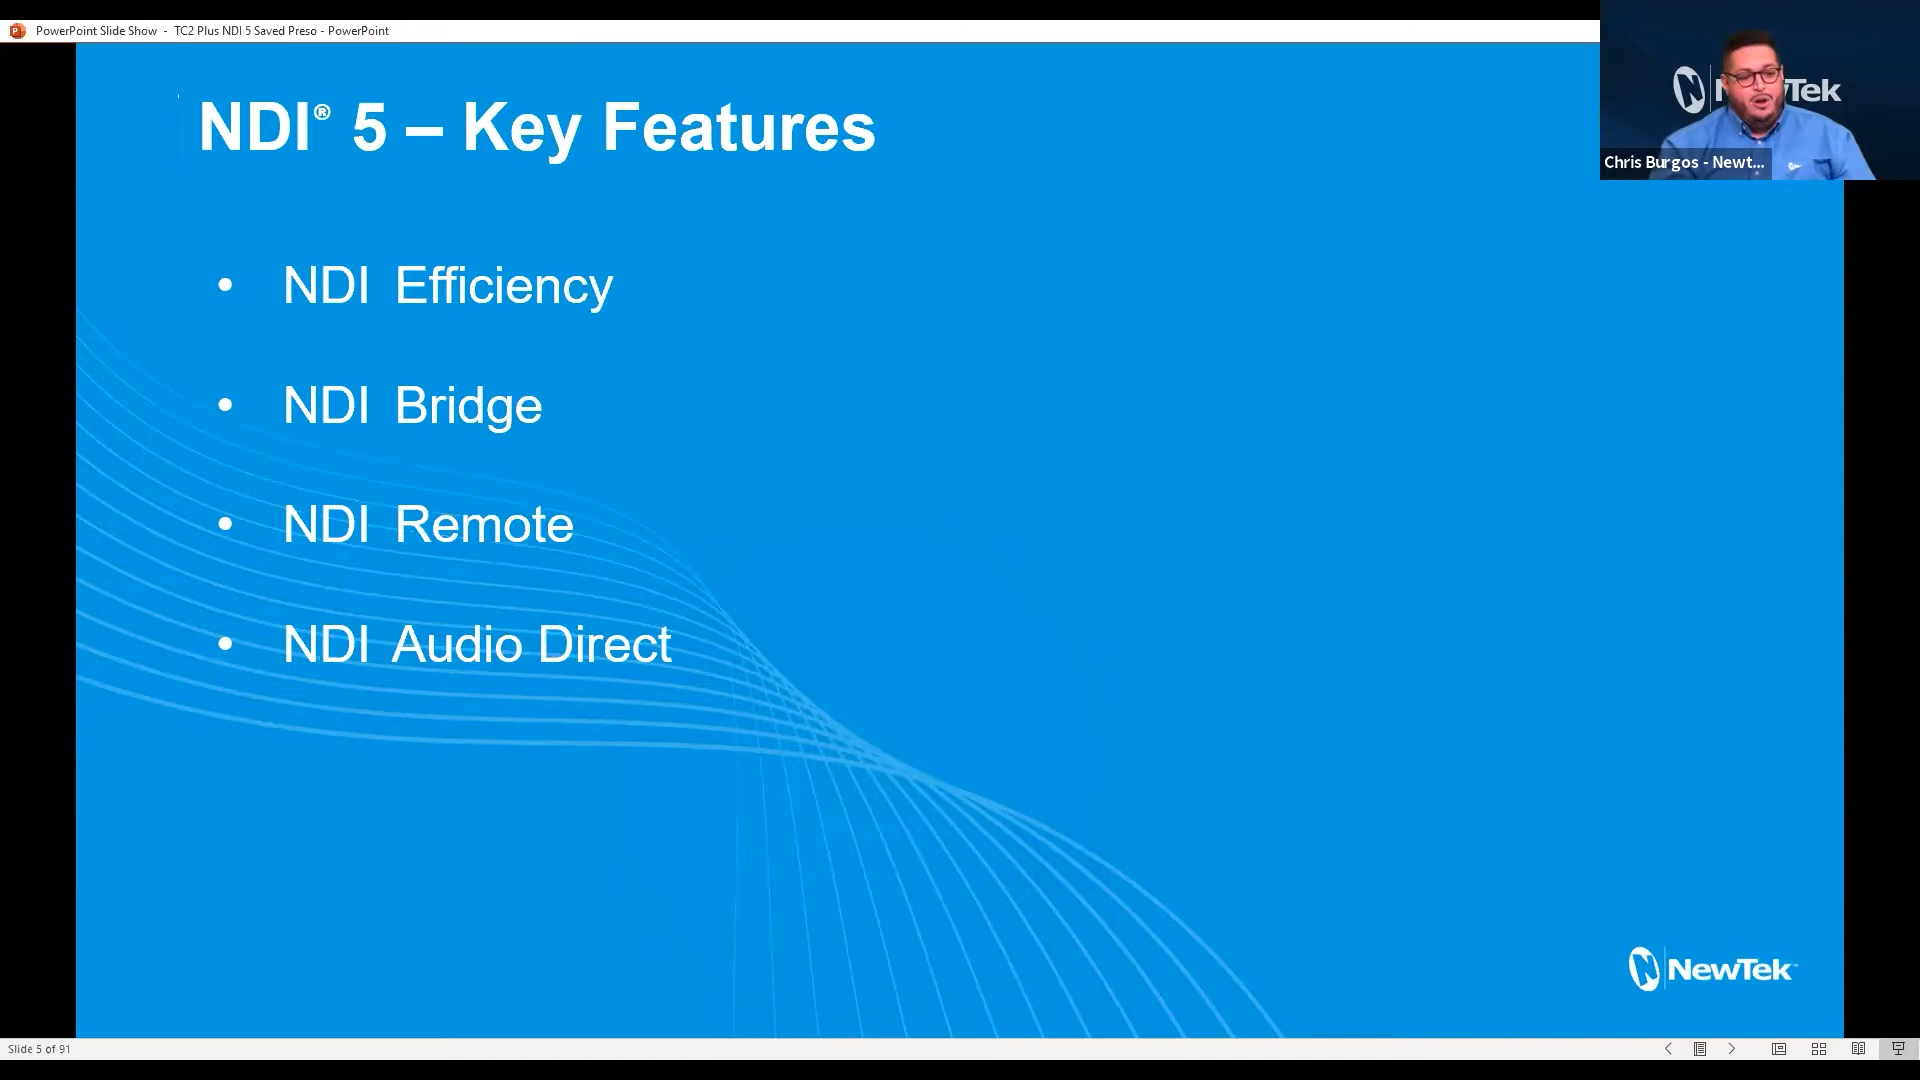 PowerPoint Slide Show - TC2 Plus NDI 5 Saved Preso - PowerPoint
NDI® 5 – Key Features
• NDI Efficiency
• NDI Bridge
• NDI Remote
• NDI Audio Direct
NewTek
Chris Burgos - Newt...
NewTek™
Slide 5 of 91